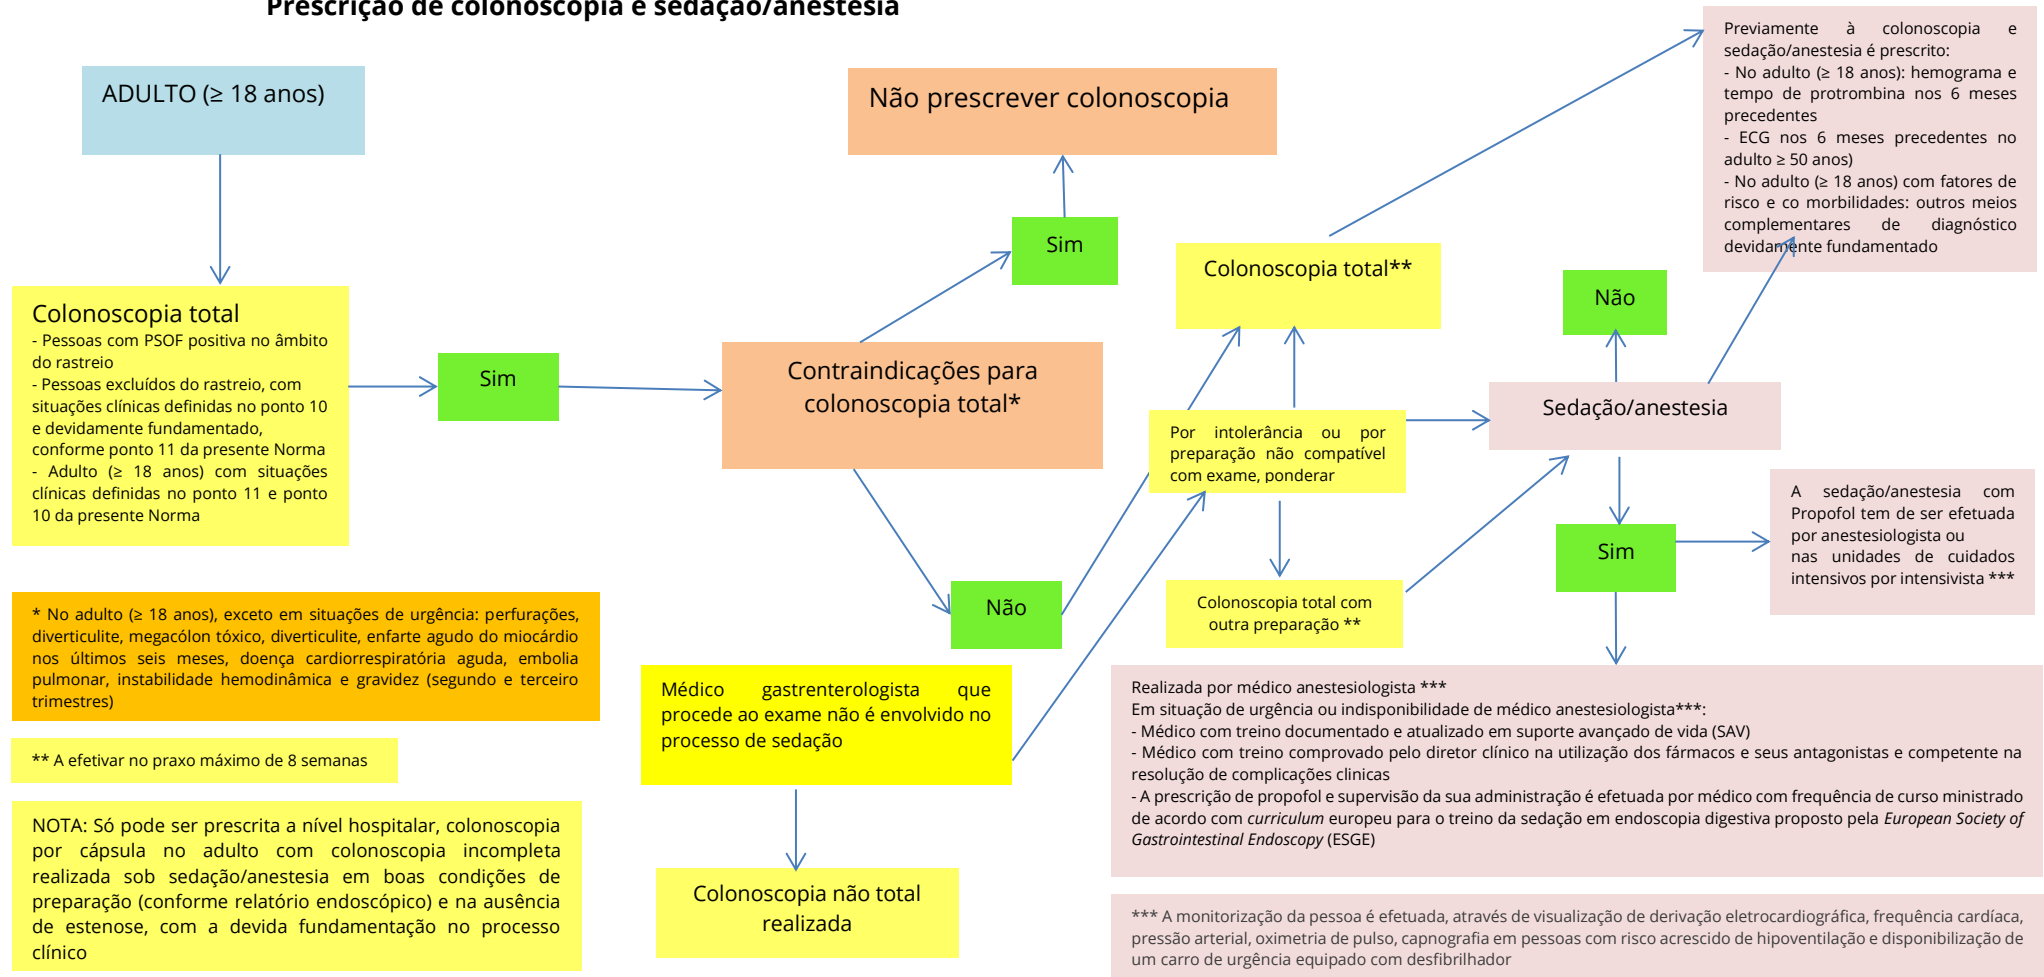 Prescrição de colonoscopia e sedação/anestesia
ADULTO (≥ 18 anos)
Colonoscopia total
- Pessoas com PSOF positiva no âmbito
do rastreio
- Pessoas excluídos do rastreio, com
situações clínicas definidas no ponto 10
e devidamente fundamentado,
conforme ponto 11 da presente Norma
- Adulto (≥ 18 anos) com situações
clínicas definidas no ponto 11 e ponto
10 da presente Norma
Sim
Contraindicações para
colonoscopia total*
Sim
Não prescrever colonoscopia
Não
Colonoscopia total**
Previamente à colonoscopia e
sedação/anestesia é prescrito:
- No adulto (≥ 18 anos): hemograma e
tempo de protrombina nos 6 meses
precedentes
- ECG nos 6 meses precedentes no
adulto ≥ 50 anos)
- No adulto (≥ 18 anos) com fatores de
risco e co morbilidades: outros meios
complementares de diagnóstico
devidamente fundamentado
Por intolerância ou por
preparação não compatível
com exame, ponderar
Colonoscopia total com
outra preparação **
Sedação/anestesia
Não
Sim
A sedação/anestesia com
Propofol tem de ser efetuada
por anestesiologista ou
nas unidades de cuidados
intensivos por intensivista ***
Médico gastrenterologista que
procede ao exame não é envolvido no
processo de sedação
Colonoscopia não total
realizada
Realizada por médico anestesiologista ***
Em situação de urgência ou indisponibilidade de médico anestesiologista***:
- Médico com treino documentado e atualizado em suporte avançado de vida (SAV)
- Médico com treino comprovado pelo diretor clínico na utilização dos fármacos e seus antagonistas e competente na
resolução de complicações clinicas
- A prescrição de propofol e supervisão da sua administração é efetuada por médico com frequência de curso ministrado
de acordo com curriculum europeu para o treino da sedação em endoscopia digestiva proposto pela European Society of
Gastrointestinal Endoscopy (ESGE)
* No adulto (≥ 18 anos), exceto em situações de urgência: perfurações,
diverticulite, megacólon tóxico, diverticulite, enfarte agudo do miocárdio
nos últimos seis meses, doença cardiorrespiratória aguda, embolia
pulmonar, instabilidade hemodinâmica e gravidez (segundo e terceiro
trimestres)
** A efetivar no praxo máximo de 8 semanas
NOTA: Só pode ser prescrita a nível hospitalar, colonoscopia
por cápsula no adulto com colonoscopia incompleta
realizada sob sedação/anestesia em boas condições de
preparação (conforme relatório endoscópico) e na ausência
de estenose, com a devida fundamentação no processo
clínico
*** A monitorização da pessoa é efetuada, através de visualização de derivação eletrocardiográfica, frequência cardíaca,
pressão arterial, oximetria de pulso, capnografia em pessoas com risco acrescido de hipoventilação e disponibilização de
um carro de urgência equipado com desfibrilhador